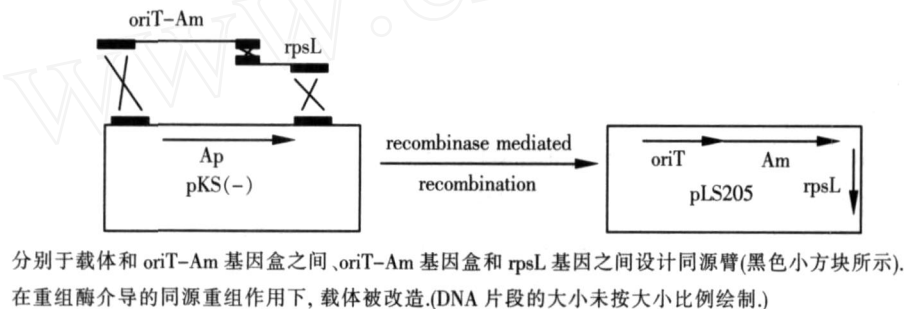 oriT-Am
rpsL
Ap
pKS(-)
recombinase mediated
recombination
oriT
Am
pLS205
rpsL
分别于载体和 oriT-Am 基因盒之间、oriT-Am 基因盒和 rpsL 基因之间设计同源臂(黑色小方块所示).
在重组酶介导的同源重组作用下, 载体被改造.(DNA 片段的大小未按大小比例绘制.)